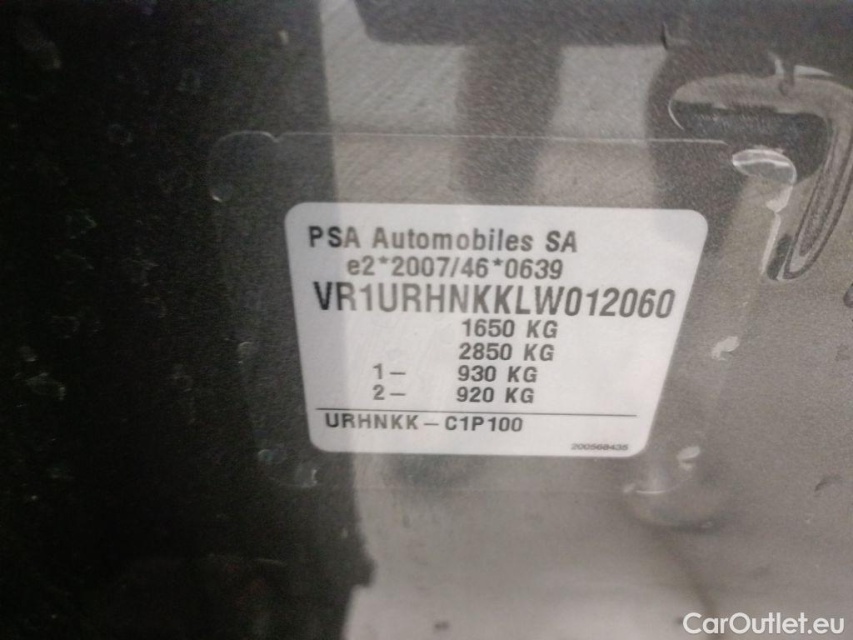 PSA Automobiles SA
e2*2007/46*0639
VR1URHNKKLW012060
1650 KG
2850 KG
1– 930 KG
2– 920 KG
URHNKK – C1P100
200568435
CarOutlet.eu